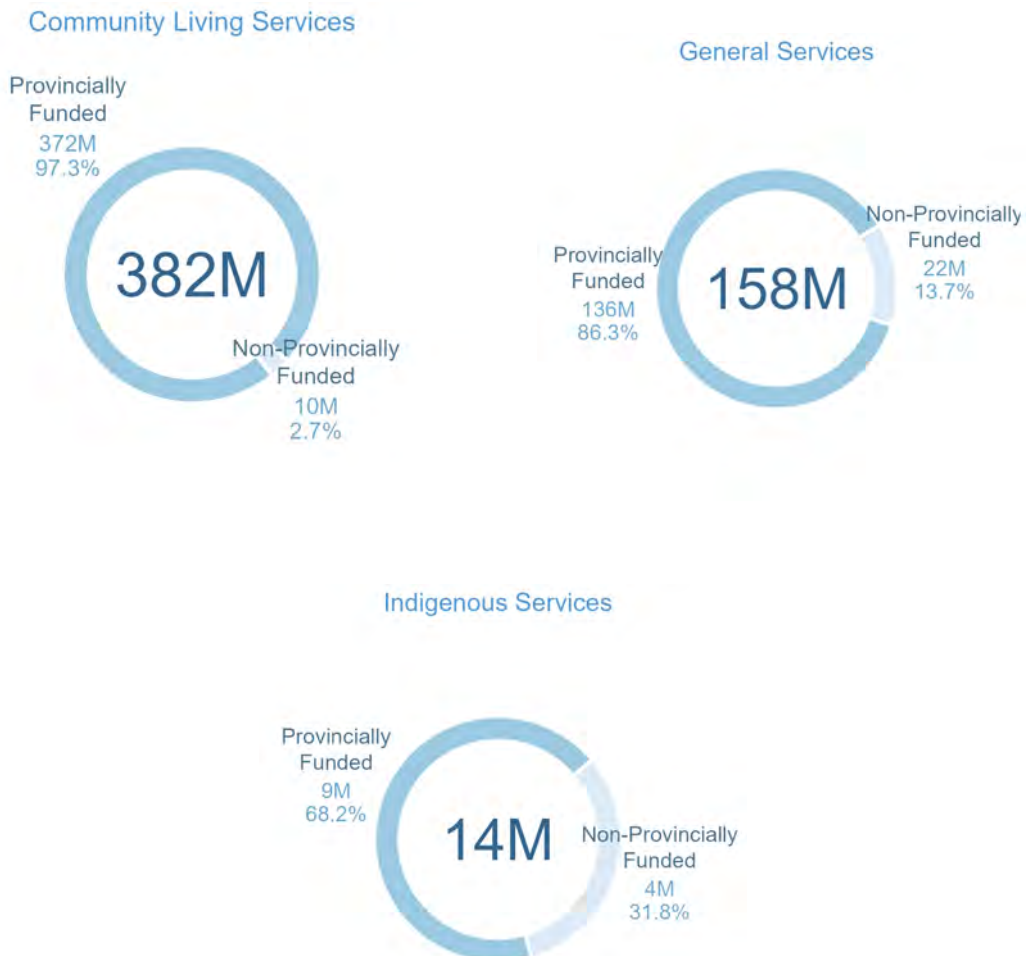 Community Living Services
Provincially
Funded
372M
97.3%
382M
Non-Provincially
Funded
10M
2.7%
General Services
Provincially
Funded
136M
86.3%
158M
Non-Provincially
Funded
22M
13.7%
Indigenous Services
Provincially
Funded
9M
68.2%
14M
Non-Provincially
Funded
4M
31.8%